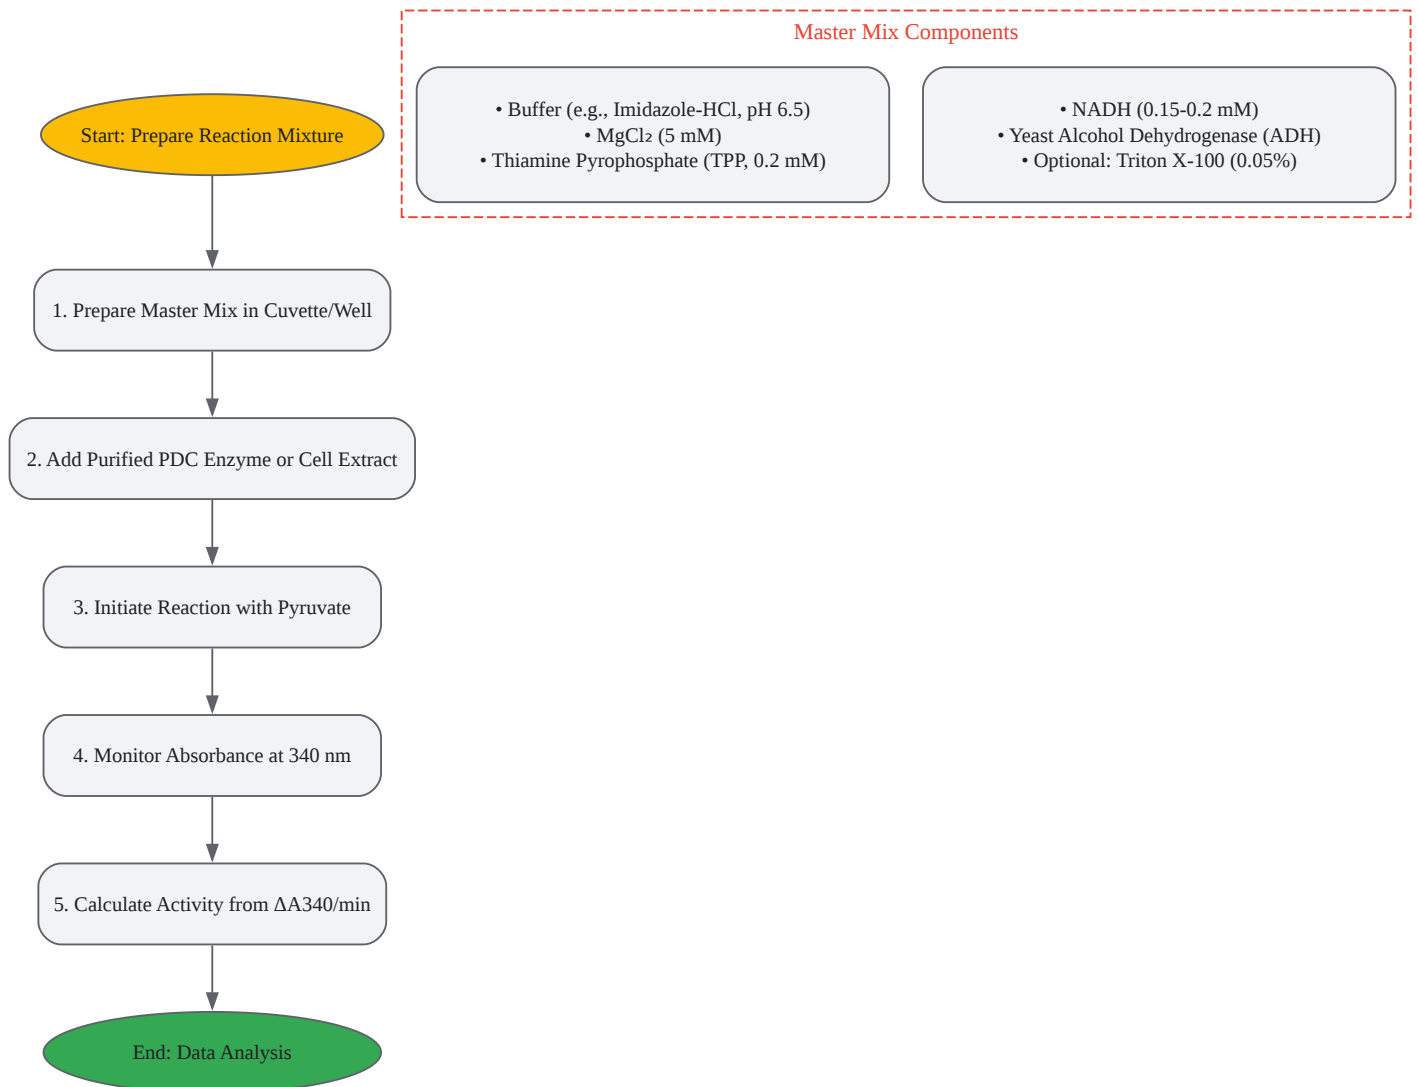 Master Mix Components
• Buffer (e.g., Imidazole-HCl, pH 6.5)
• MgCl₂ (5 mM)
• Thiamine Pyrophosphate (TPP, 0.2 mM)
• NADH (0.15-0.2 mM)
• Yeast Alcohol Dehydrogenase (ADH)
• Optional: Triton X-100 (0.05%)
Start: Prepare Reaction Mixture
1. Prepare Master Mix in Cuvette/Well
2. Add Purified PDC Enzyme or Cell Extract
3. Initiate Reaction with Pyruvate
4. Monitor Absorbance at 340 nm
5. Calculate Activity from ΔA340/min
End: Data Analysis